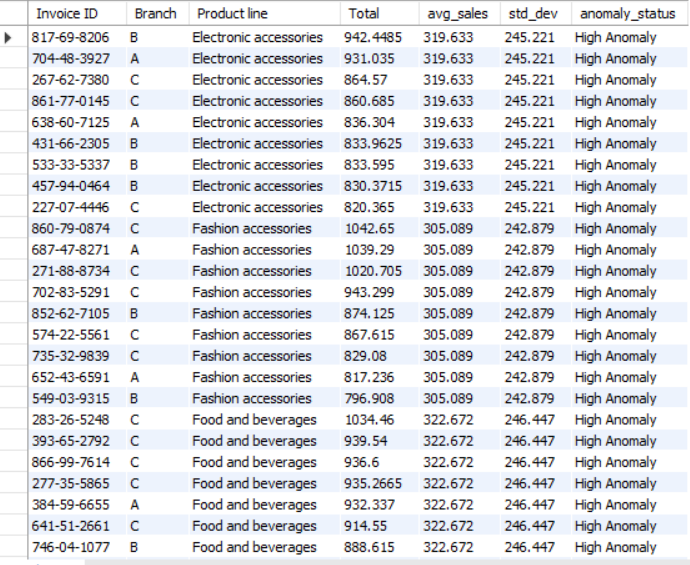 Invoice ID Branch Product line Total avg_sales std_dev anomaly_status
817-69-8206 B Electronic accessories 942.4485 319.633 245.221 High Anomaly
704-48-3927 A Electronic accessories 931.035 319.633 245.221 High Anomaly
267-62-7380 C Electronic accessories 864.57 319.633 245.221 High Anomaly
861-77-0145 C Electronic accessories 860.685 319.633 245.221 High Anomaly
638-60-7125 A Electronic accessories 836.304 319.633 245.221 High Anomaly
431-66-2305 B Electronic accessories 833.9625 319.633 245.221 High Anomaly
533-33-5337 B Electronic accessories 833.595 319.633 245.221 High Anomaly
457-94-0464 B Electronic accessories 830.3715 319.633 245.221 High Anomaly
227-07-4446 C Electronic accessories 820.365 319.633 245.221 High Anomaly
860-79-0874 C Fashion accessories 1042.65 305.089 242.879 High Anomaly
687-47-8271 A Fashion accessories 1039.29 305.089 242.879 High Anomaly
271-88-8734 C Fashion accessories 1020.705 305.089 242.879 High Anomaly
702-83-5291 C Fashion accessories 943.299 305.089 242.879 High Anomaly
852-62-7105 B Fashion accessories 874.125 305.089 242.879 High Anomaly
574-22-5561 C Fashion accessories 867.615 305.089 242.879 High Anomaly
735-32-9839 C Fashion accessories 829.08 305.089 242.879 High Anomaly
652-43-6591 A Fashion accessories 817.236 305.089 242.879 High Anomaly
549-03-9315 B Fashion accessories 796.908 305.089 242.879 High Anomaly
283-26-5248 C Food and beverages 1034.46 322.672 246.447 High Anomaly
393-65-2792 C Food and beverages 939.54 322.672 246.447 High Anomaly
866-99-7614 C Food and beverages 936.6 322.672 246.447 High Anomaly
277-35-5865 C Food and beverages 935.2665 322.672 246.447 High Anomaly
384-59-6655 A Food and beverages 932.337 322.672 246.447 High Anomaly
641-51-2661 C Food and beverages 914.55 322.672 246.447 High Anomaly
746-04-1077 B Food and beverages 888.615 322.672 246.447 High Anomaly